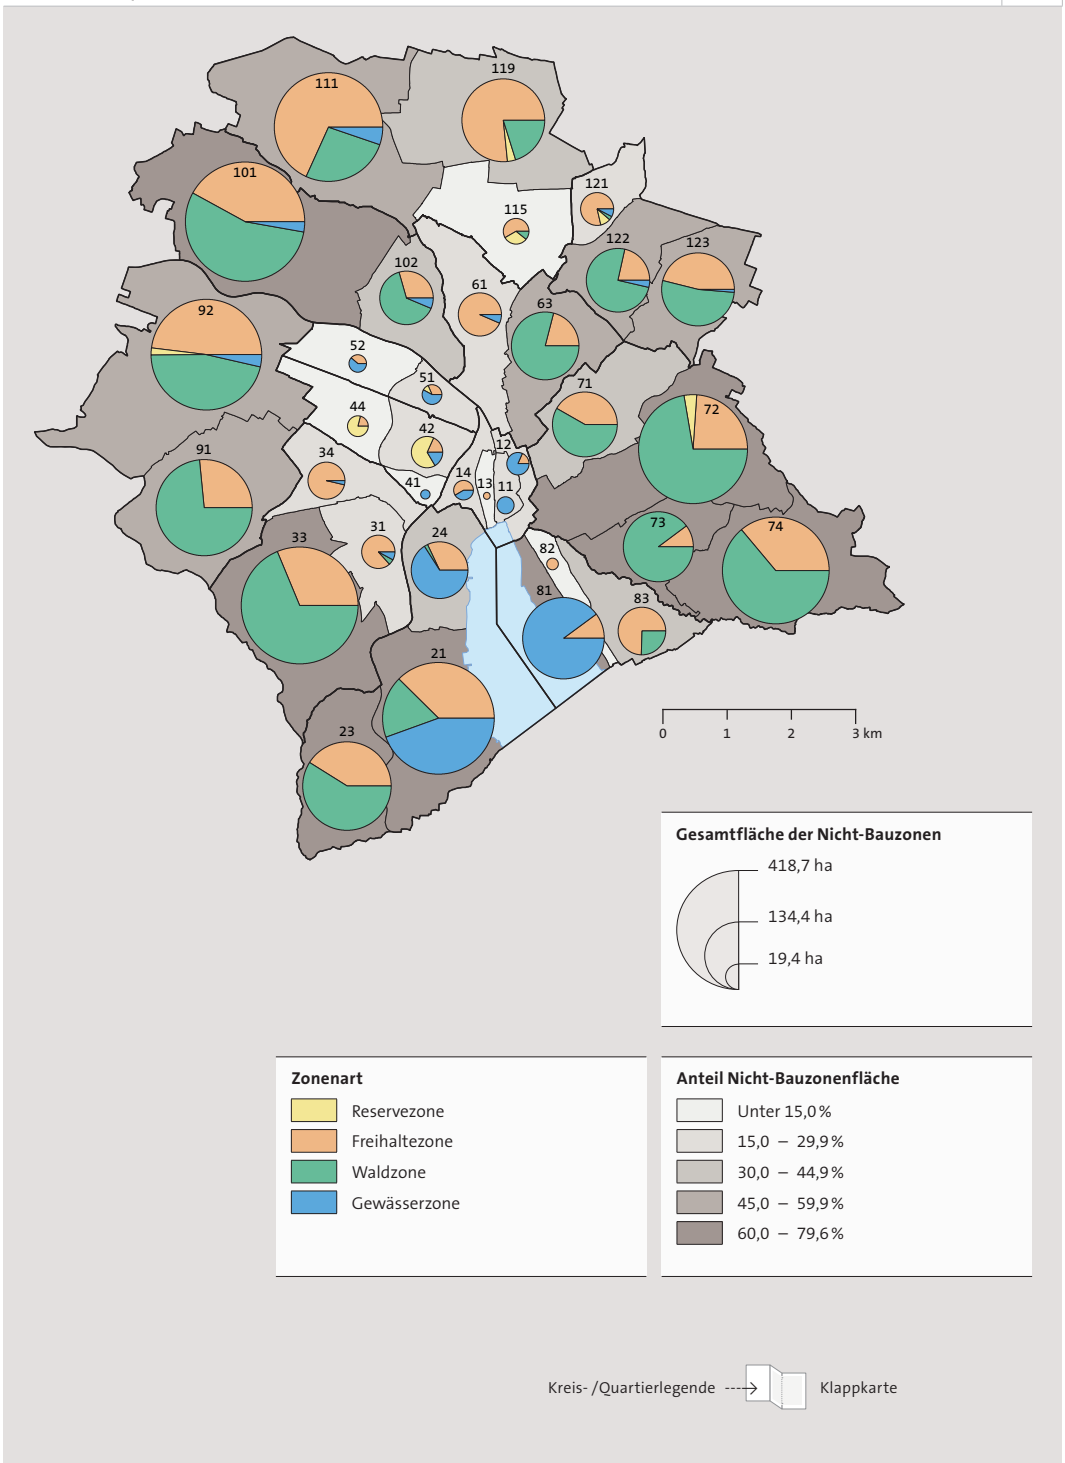 119
111
101
121
115
122
123
102
61
63
92
52
51
71
72
44
42
12
91
34
14
13
11
41
73
74
31
24
33
82
81
83
21
23
0 1 2 3 km
Gesamtfläche der Nicht-Bauzonen
418,7 ha
134,4 ha
19,4 ha
Zonenart
Reservezone
Freihaltezone
Waldzone
Gewässerzone
Anteil Nicht-Bauzonenfläche
Unter 15,0 %
15,0 – 29,9 %
30,0 – 44,9 %
45,0 – 59,9 %
60,0 – 79,6 %
Kreis- /Quartierlegende
Klappkarte